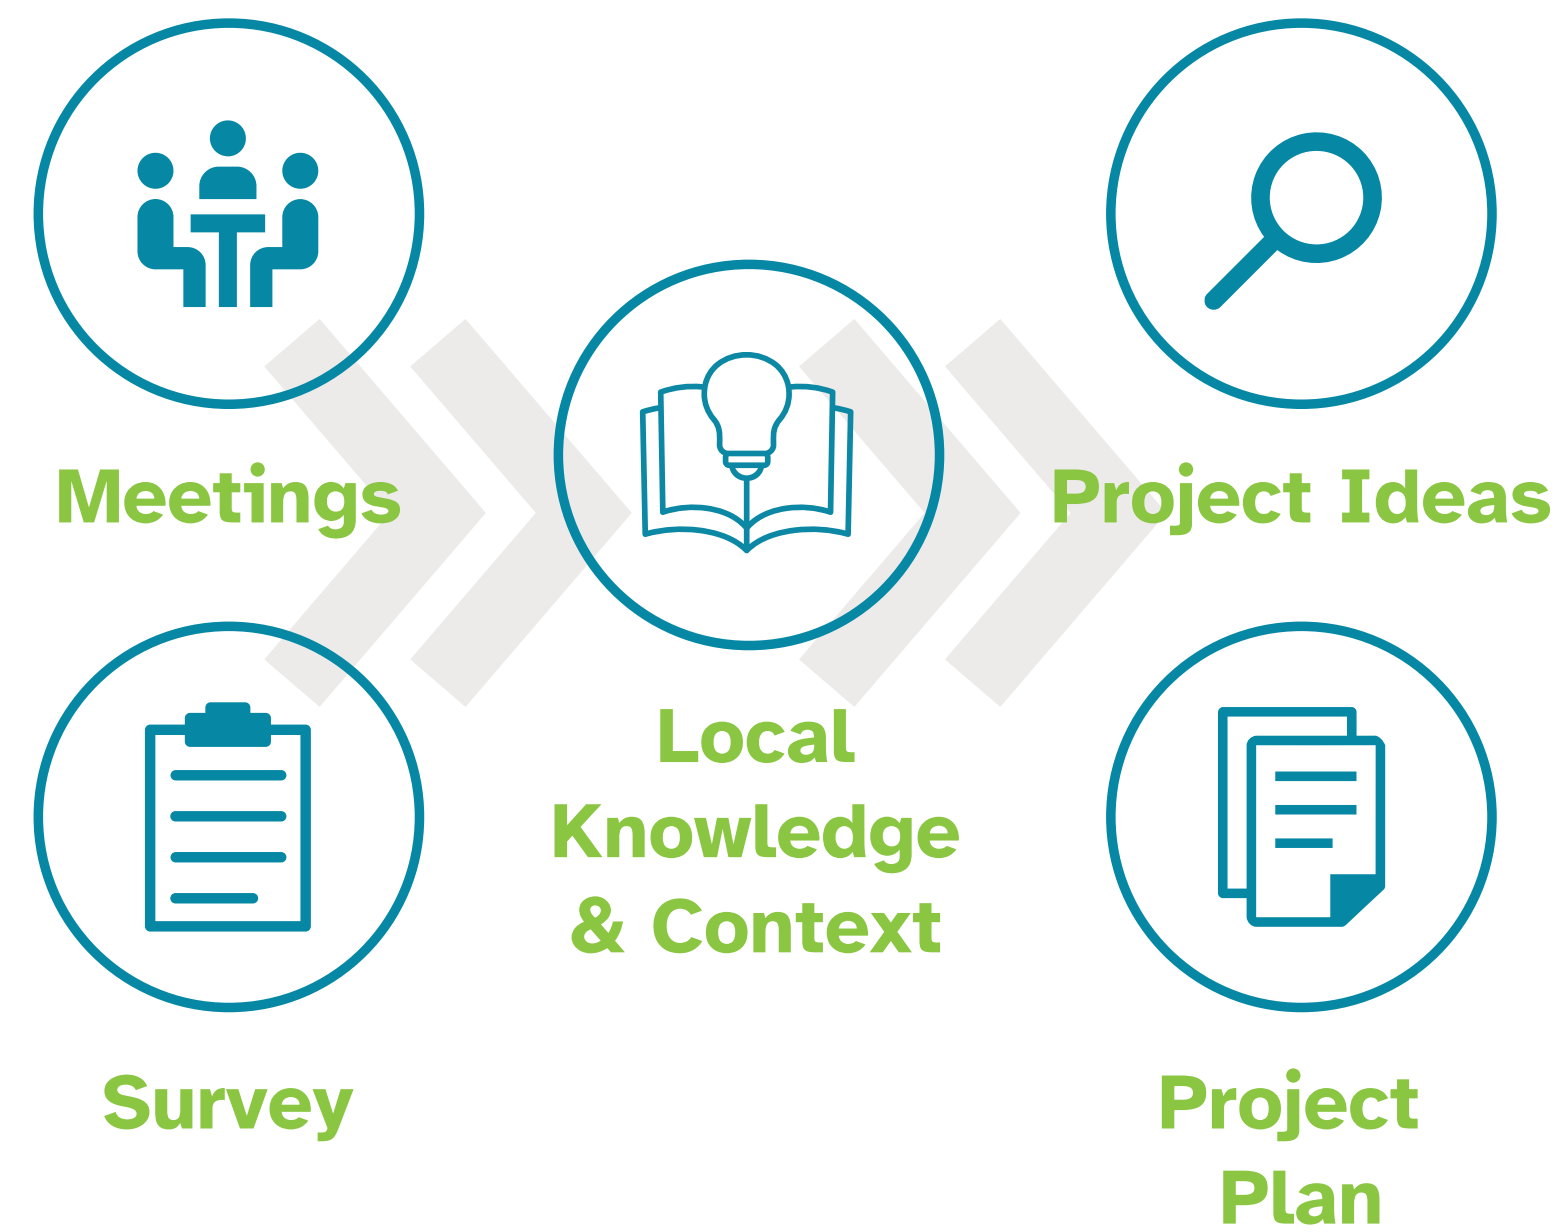 Meetings
Survey
Local
Knowledge
& Context
Project Ideas
Project
Plan